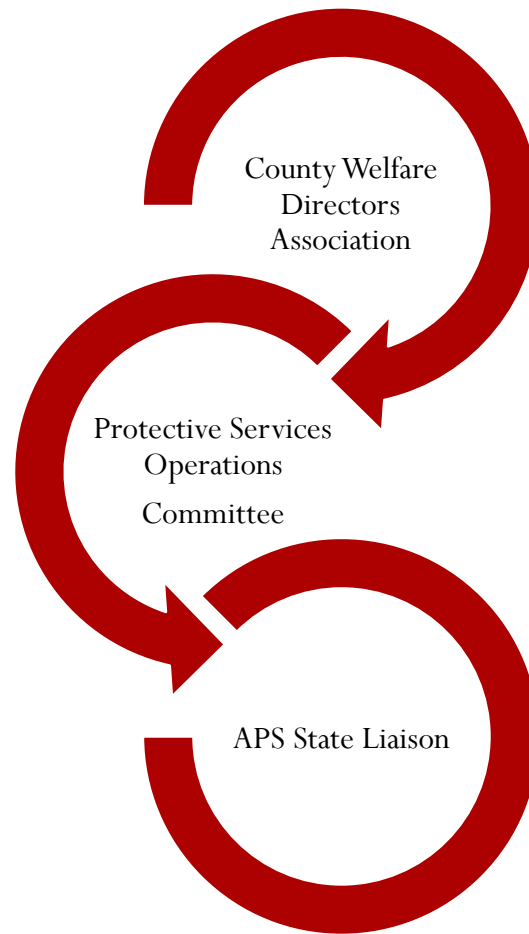 County Welfare
Directors
Association
Protective Services
Operations
Committee
APS State Liaison